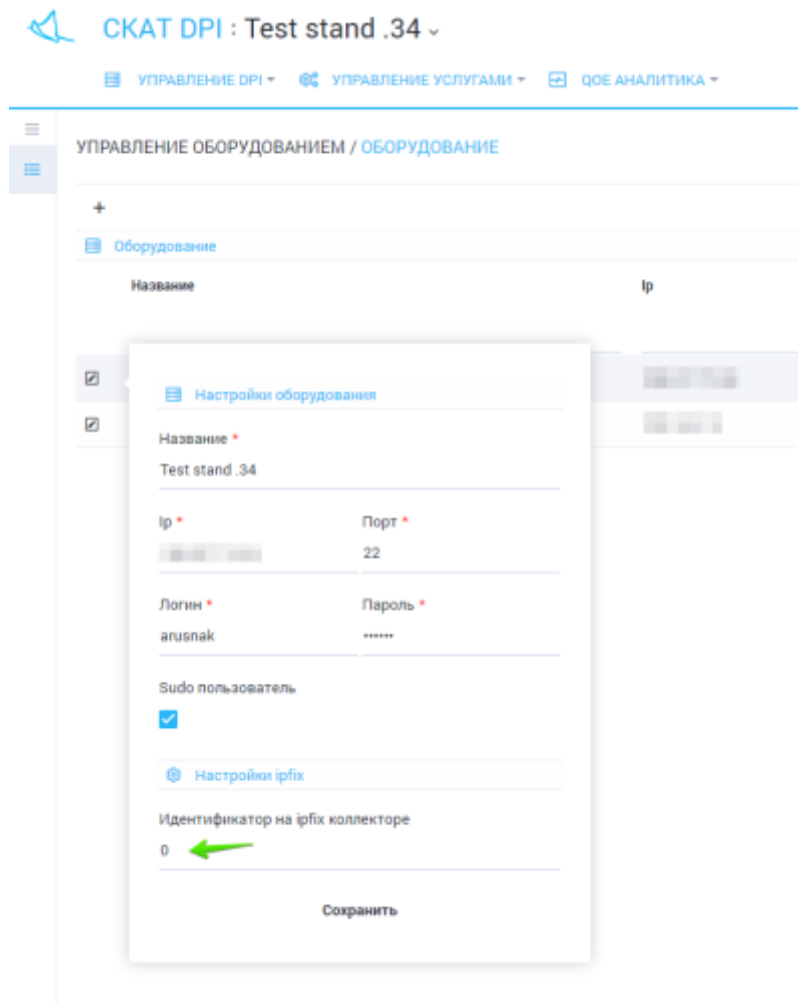 СКАТ DPI : Test stand .34
УПРАВЛЕНИЕ DPI УПРАВЛЕНИЕ УСЛУГАМИ QOE АНАЛИТИКА
УПРАВЛЕНИЕ ОБОРУДОВАНИЕМ / ОБОРУДОВАНИЕ
+
Оборудование
Название Ip
Настройки оборудования
Название *
Test stand .34
Ip * Порт *
22
Логин * Пароль *
arusnak ••••••
Sudo пользователь
Настройки ipfix
Идентификатор на ipfix коллекторе
0
Сохранить